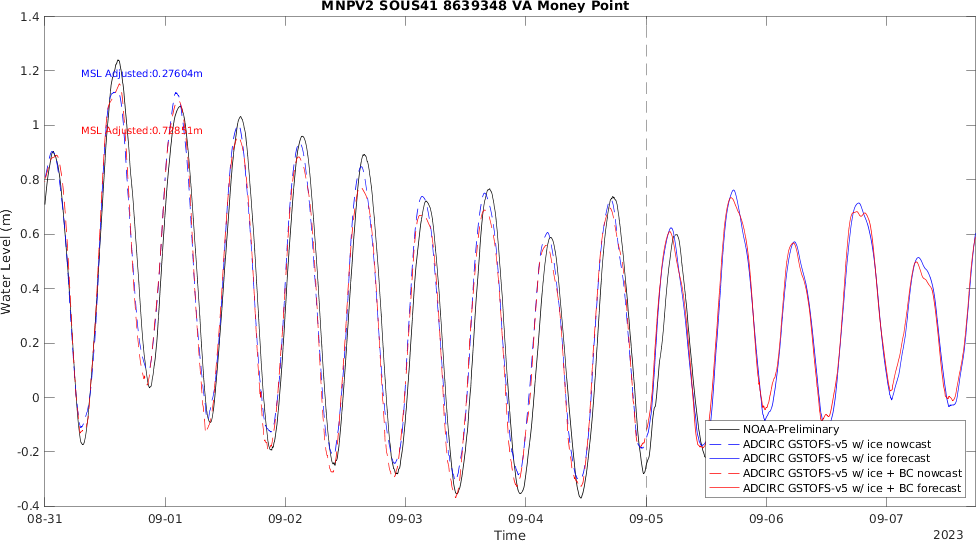 MNPV2 SOUS41 8639348 VA Money Point
1.4
1.2
1
0.8
0.6
0.4
0.2
0
-0.2
-0.4
Water Level (m)
MSL Adjusted:0.27604m
MSL Adjusted:0.72811m
NOAA-Preliminary
ADCIRC GSTOFS-v5 w/ ice nowcast
ADCIRC GSTOFS-v5 w/ ice forecast
ADCIRC GSTOFS-v5 w/ ice + BC nowcast
ADCIRC GSTOFS-v5 w/ ice + BC forecast
08-31 09-01 09-02 09-03 09-04 09-05 09-06 09-07
Time
2023